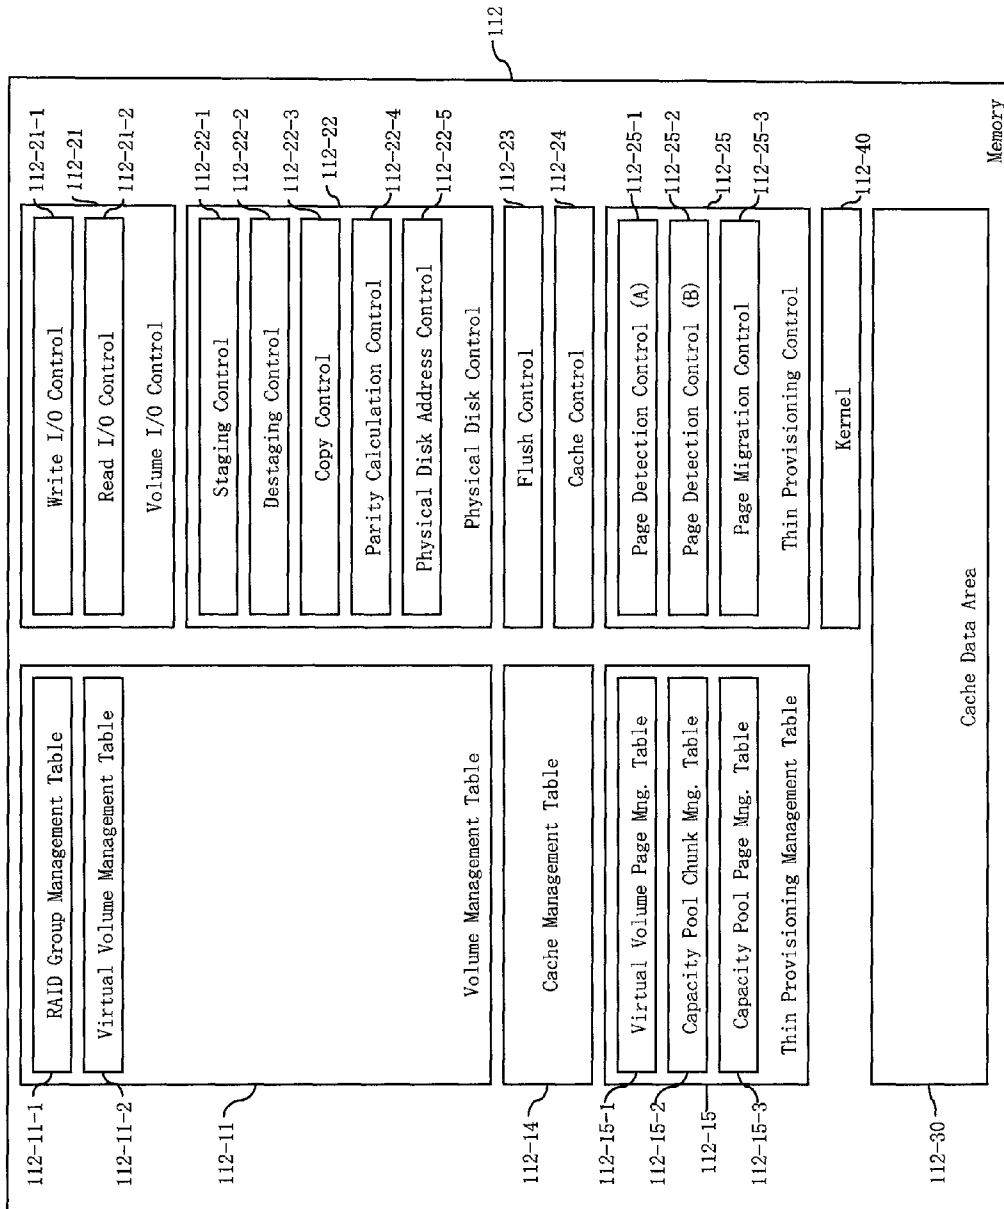 112-11-1
RAID Group Management Table
112-11-2
Virtual Volume Management Table
112-11
Volume Management Table
112-14
Cache Management Table
112-15-1
Virtual Volume Page Mng. Table
112-15-2
Capacity Pool Chunk Mng. Table
112-15
112-15-3
Capacity Pool Page Mng. Table
Thin Provisioning Management Table
Write I/O Control
112-21-1
112-21
Read I/O Control
112-21-2
Volume I/O Control
Staging Control
112-22-1
Destaging Control
112-22-2
Copy Control
112-22-3
112-22
Parity Calculation Control
112-22-4
Physical Disk Address Control
112-22-5
Physical Disk Control
Flush Control
112-23
Cache Control
112-24
Page Detection Control (A)
112-25-1
Page Detection Control (B)
112-25-2
112-25
Page Migration Control
112-25-3
Thin Provisioning Control
Kernel
112-40
112-30
Cache Data Area
Memory
112